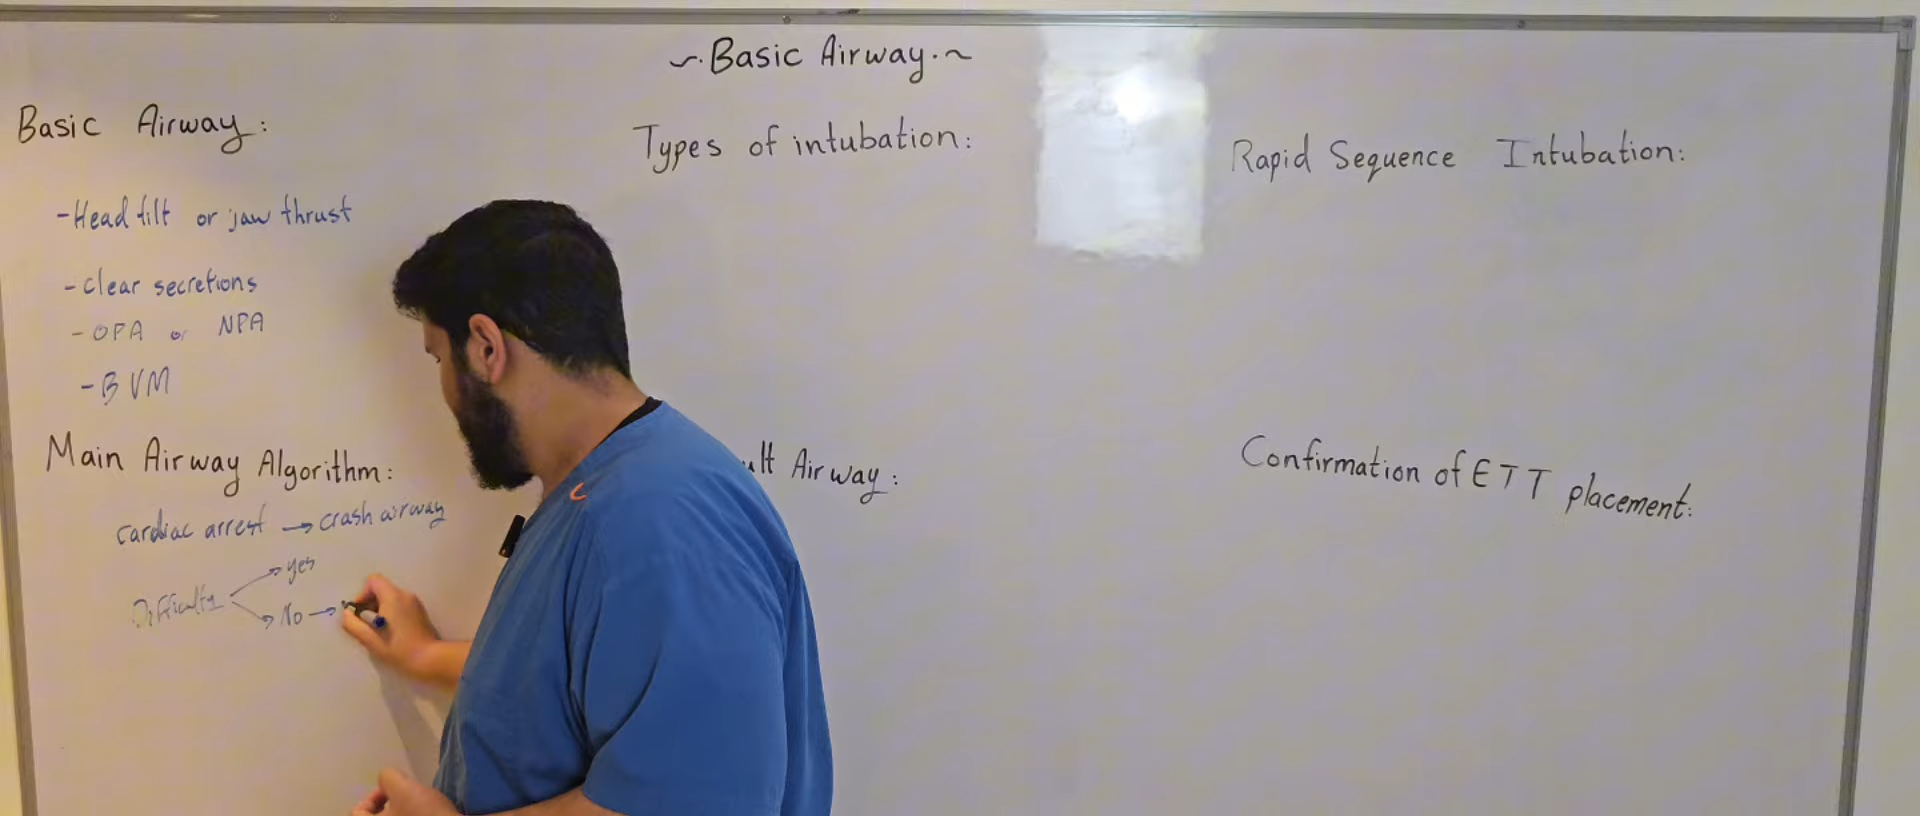 ~. Basic Airway. ~
Basic Airway:
-Head tilt or jaw thrust
-clear secretions
-OPA or NPA
-BVM
Main Airway Algorithm:
cardiac arrest → crash airway
Difficulty → yes
→ No →
Types of intubation:
ult Airway:
Rapid Sequence Intubation:
Confirmation of ETT placement: